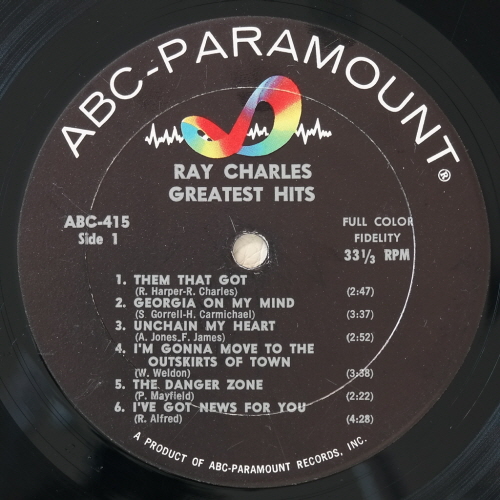 ABC-PARAMOUNT®
RAY CHARLES
GREATEST HITS
ABC-415
Side 1
FULL COLOR
FIDELITY
33 1/3 RPM
1. THEM THAT GOT
(R. Harper-R. Charles) (2:47)
2. GEORGIA ON MY MIND
(S. Gorrell-H. Carmichael) (3:37)
3. UNCHAIN MY HEART
(A. Jones-F. James) (2:52)
4. I'M GONNA MOVE TO THE
OUTSKIRTS OF TOWN
(W. Weldon) (3:38)
5. THE DANGER ZONE
(P. Mayfield) (2:22)
6. I'VE GOT NEWS FOR YOU
(R. Alfred) (4:28)
A PRODUCT OF ABC-PARAMOUNT RECORDS, INC.